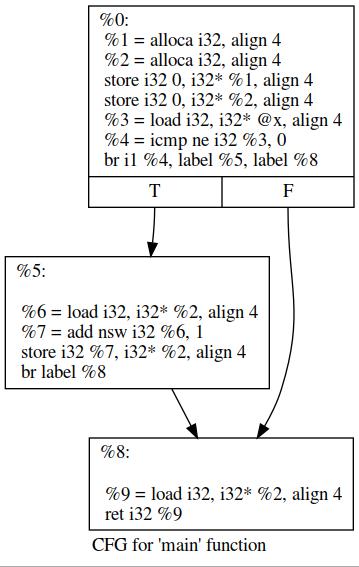 %0:
%1 = alloca i32, align 4
%2 = alloca i32, align 4
store i32 0, i32* %1, align 4
store i32 0, i32* %2, align 4
%3 = load i32, i32* @x, align 4
%4 = icmp ne i32 %3, 0
br i1 %4, label %5, label %8
T F
%5:
%6 = load i32, i32* %2, align 4
%7 = add nsw i32 %6, 1
store i32 %7, i32* %2, align 4
br label %8
%8:
%9 = load i32, i32* %2, align 4
ret i32 %9
CFG for 'main' function